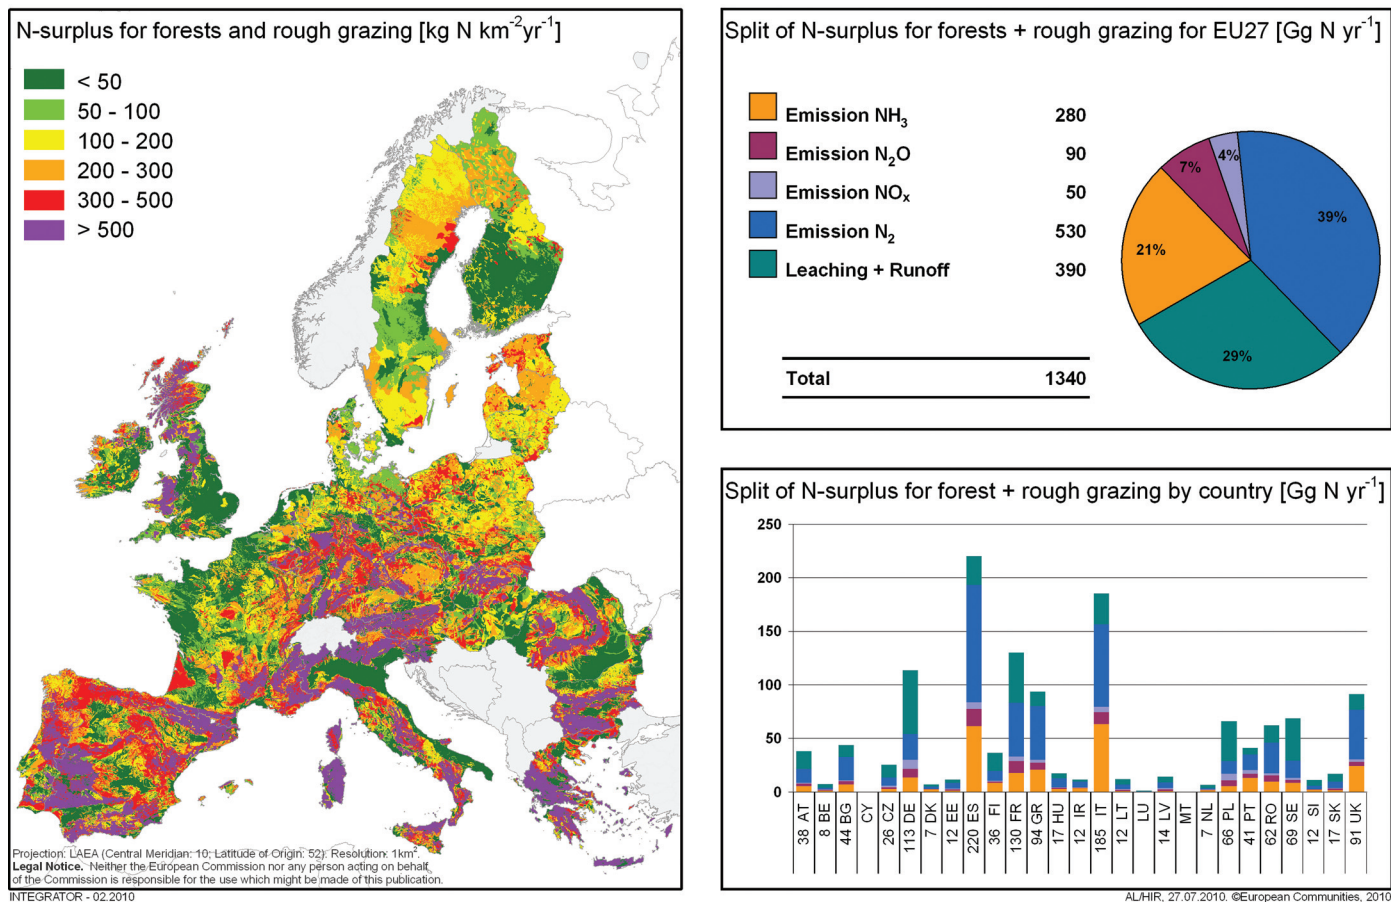 N-surplus for forests and rough grazing [kg N km⁻²yr⁻¹]
< 50
50 - 100
100 - 200
200 - 300
300 - 500
> 500
Projection: LAEA (Central Meridian: 10; Latitude of Origin: 52). Resolution: 1km².
Legal Notice. Neither the European Commission nor any person acting on behalf
of the Commission is responsible for the use which might be made of this publication.
INTEGRATOR - 02.2010
Split of N-surplus for forests + rough grazing for EU27 [Gg N yr⁻¹]
Emission NH₃ 280
Emission N₂O 90
Emission NOₓ 50
Emission N₂ 530
Leaching + Runoff 390
Total 1340
4%
7%
39%
21%
29%
Split of N-surplus for forest + rough grazing by country [Gg N yr⁻¹]
250
200
150
100
50
0
38 AT
8 BE
44 BG
CY
26 CZ
113 DE
7 DK
12 EE
220 ES
36 FI
130 FR
94 GR
17 HU
12 IR
185 IT
12 LT
LU
14 LV
MT
7 NL
66 PL
41 PT
62 RO
69 SE
12 SI
17 SK
91 UK
AL/HIR, 27.07.2010. ©European Communities, 2010